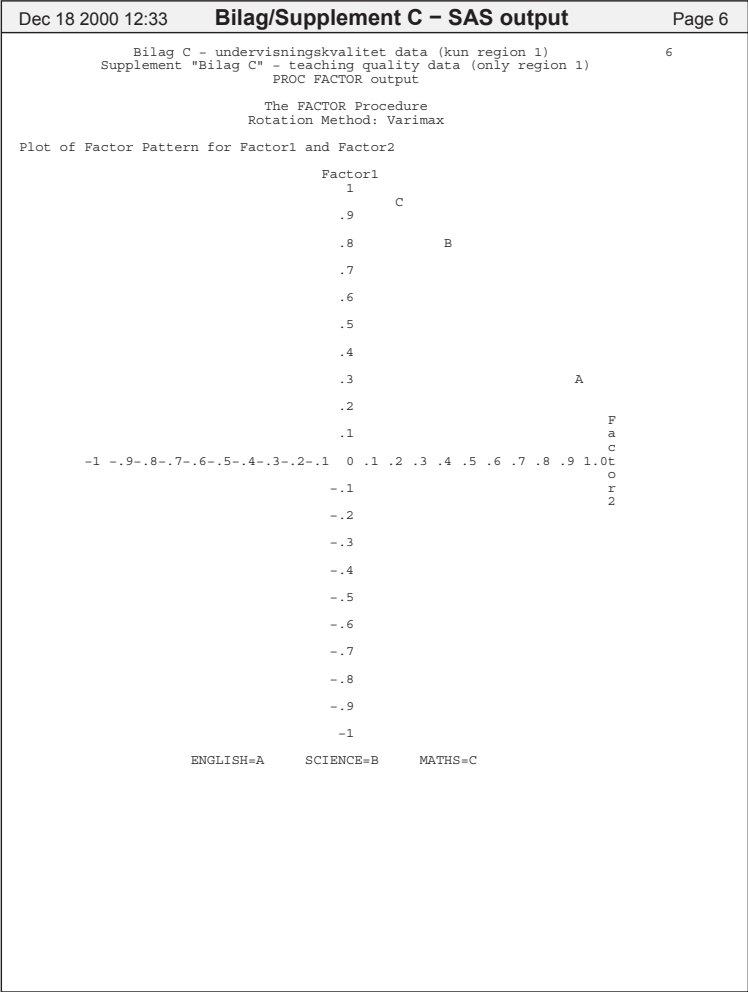 Dec 18 2000 12:33 Bilag/Supplement C − SAS output Page 6
Bilag C - undervisningskvalitet data (kun region 1) 6
Supplement "Bilag C" - teaching quality data (only region 1)
PROC FACTOR output
The FACTOR Procedure
Rotation Method: Varimax
Plot of Factor Pattern for Factor1 and Factor2
Factor1
1
C
.9
.8 B
.7
.6
.5
.4
.3 A
.2
F
.1 a
c
-1 -.9-.8-.7-.6-.5-.4-.3-.2-.1 0 .1 .2 .3 .4 .5 .6 .7 .8 .9 1.0t
o
-.1 r
2
-.2
-.3
-.4
-.5
-.6
-.7
-.8
-.9
-1
ENGLISH=A SCIENCE=B MATHS=C